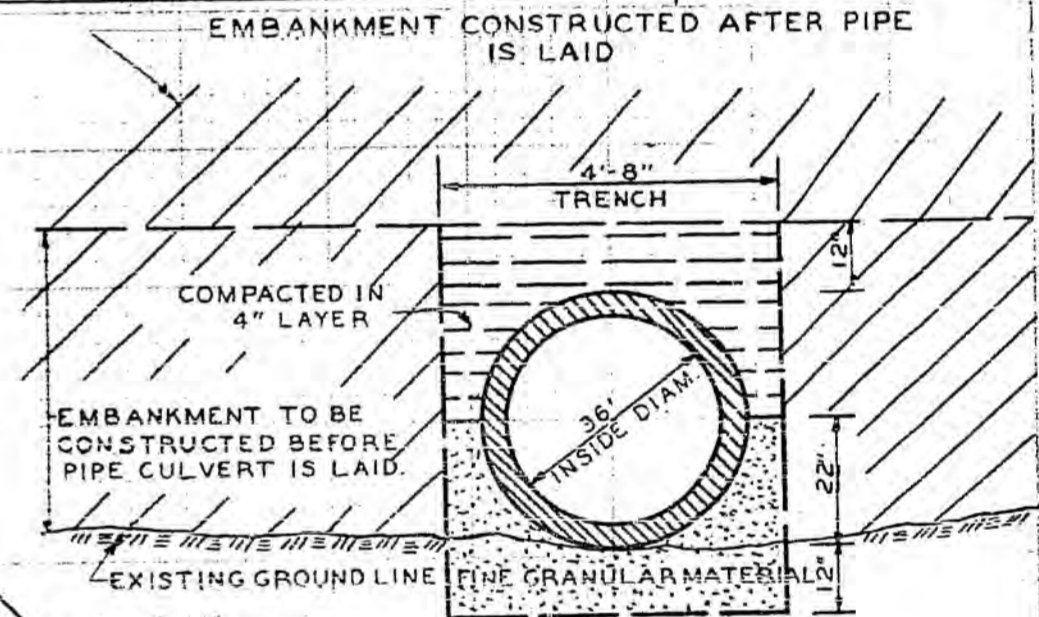 EMBANKMENT CONSTRUCTED AFTER PIPE
IS LAID
4'-8"
TRENCH
12"
COMPACTED IN
4" LAYER
36"
INSIDE DIAM.
EMBANKMENT TO BE
CONSTRUCTED BEFORE
PIPE CULVERT IS LAID.
22"
EXISTING GROUND LINE
FINE GRANULAR MATERIAL
12"